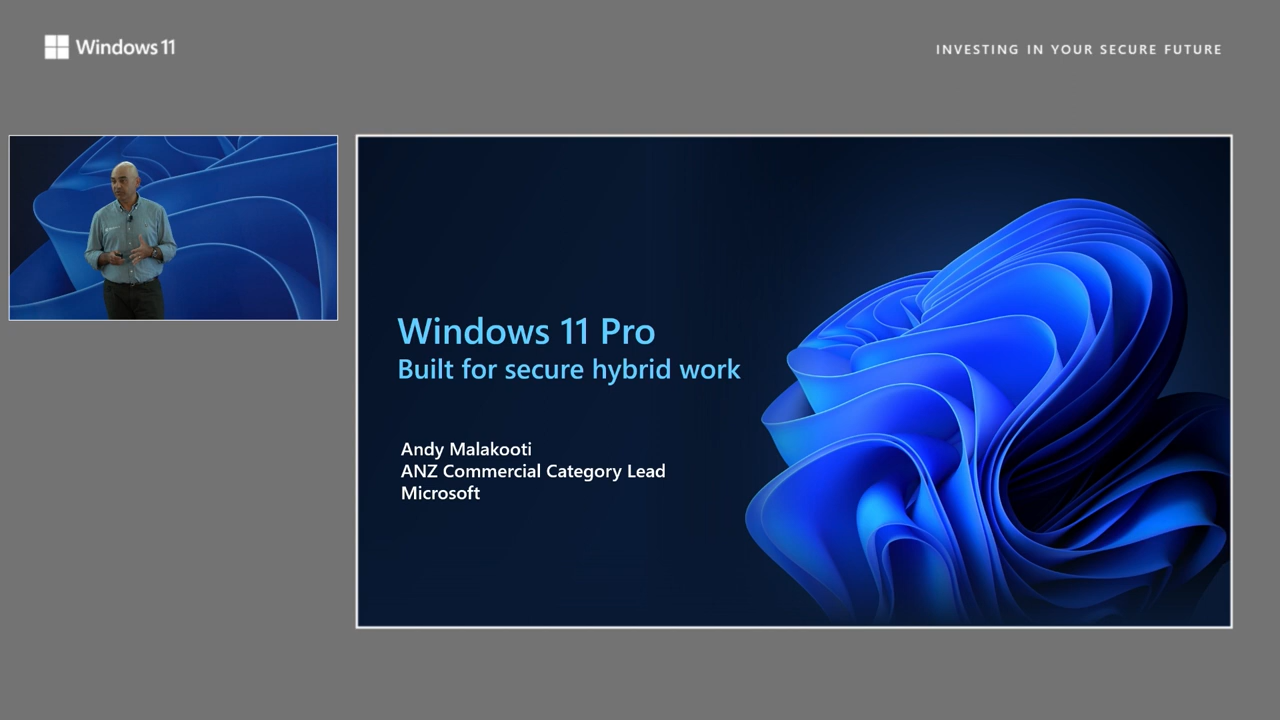 Windows 11
INVESTING IN YOUR SECURE FUTURE
Windows 11 Pro
Built for secure hybrid work
Andy Malakooti
ANZ Commercial Category Lead
Microsoft